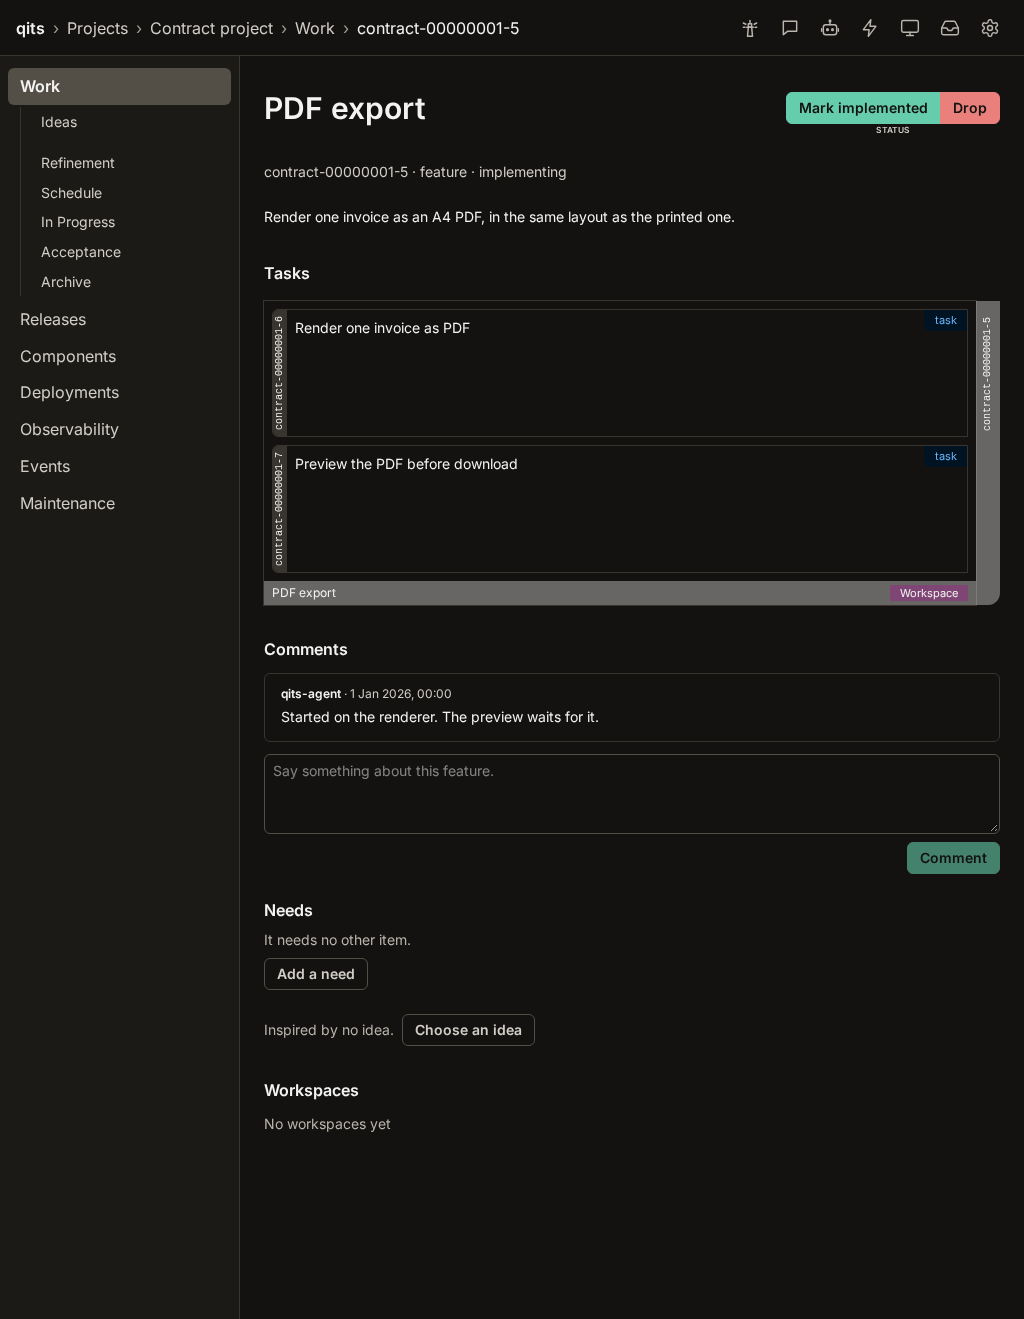 qits › Projects › Contract project › Work › contract-00000001-5
Work
Ideas
Refinement
Schedule
In Progress
Acceptance
Archive
Releases
Components
Deployments
Observability
Events
Maintenance
PDF export
Mark implemented
Drop
STATUS
contract-00000001-5 · feature · implementing
Render one invoice as an A4 PDF, in the same layout as the printed one.
Tasks
contract-00000001-6
Render one invoice as PDF
task
contract-00000001-5
contract-00000001-7
Preview the PDF before download
task
PDF export
Workspace
Comments
qits-agent · 1 Jan 2026, 00:00
Started on the renderer. The preview waits for it.
Say something about this feature.
Comment
Needs
It needs no other item.
Add a need
Inspired by no idea.
Choose an idea
Workspaces
No workspaces yet